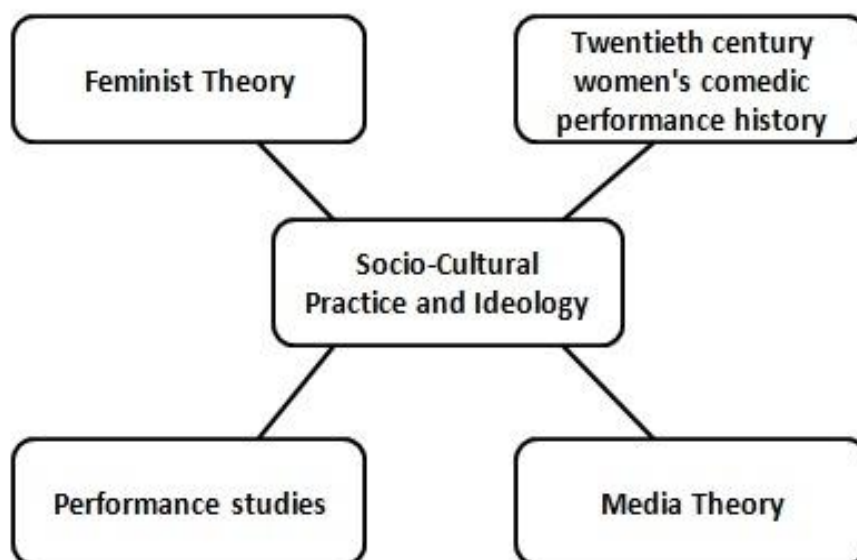 Feminist Theory
Twentieth century
women's comedic
performance history
Socio-Cultural
Practice and Ideology
Performance studies
Media Theory